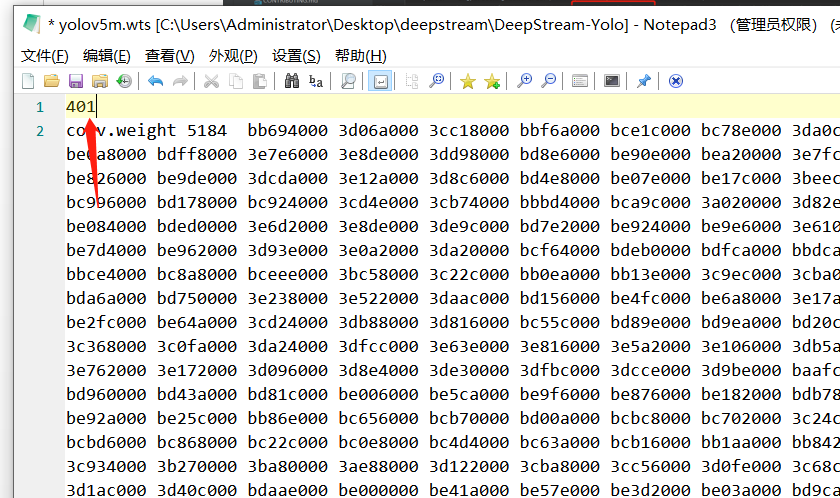 * yolov5m.wts [C:\Users\Administrator\Desktop\deepstream\DeepStream-Yolo] - Notepad3 (管理员权限)
文件(F) 编辑(E) 查看(V) 外观(P) 设置(S) 帮助(H)
1 401
2 conv.weight 5184 bb694000 3d06a000 3cc18000 bbf6a000 bce1c000 bc78e000 3da0c
be0a8000 bdff8000 3e7e6000 3e8de000 3dd98000 bd8e6000 be90e000 bea20000 3e7fc
be826000 be9de000 3dcda000 3e12a000 3d8c6000 bd4e8000 be07e000 be17c000 3beec
bc996000 bd178000 bc924000 3cd4e000 3cb74000 bbbd4000 bca9c000 3a020000 3d82e
be084000 bded0000 3e6d2000 3e8de000 3de9c000 bd7e2000 be924000 be9e6000 3e610
be7d4000 be962000 3d93e000 3e0a2000 3da20000 bcf64000 bdeb0000 bdfca000 bbdca
bbce4000 bc8a8000 bceee000 3bc58000 3c22c000 bb0ea000 bb13e000 3c9ec000 3cba0
bda6a000 bd750000 3e238000 3e522000 3daac000 bd156000 be4fc000 be6a8000 3e17a
be2fc000 be64a000 3cd24000 3db88000 3d816000 bc55c000 bd89e000 bd9ea000 bd20c
3c368000 3c0fa000 3da24000 3dfcc000 3e63e000 3e816000 3e5a2000 3e106000 3db5a
3e762000 3e172000 3d096000 3d8e4000 3de30000 3dfbc000 3dcce000 3d9be000 baafc
bd960000 bd43a000 bd81c000 be006000 be5ca000 be9f6000 be876000 be182000 bdb78
be92a000 be25c000 bb86e000 bc656000 bcb70000 bd00a000 bcbc8000 bc702000 3c24c
bcbd6000 bc868000 bc22c000 bc0e8000 bc4d4000 bc63a000 bcb16000 bb1aa000 bb842
3c934000 3b270000 3ba80000 3ae88000 3d122000 3cba8000 3cc56000 3d0fe000 3c68c
3d1ac000 3d40c000 bdaae000 be000000 be41a000 be57e000 be3d2000 be03a000 bd9ca